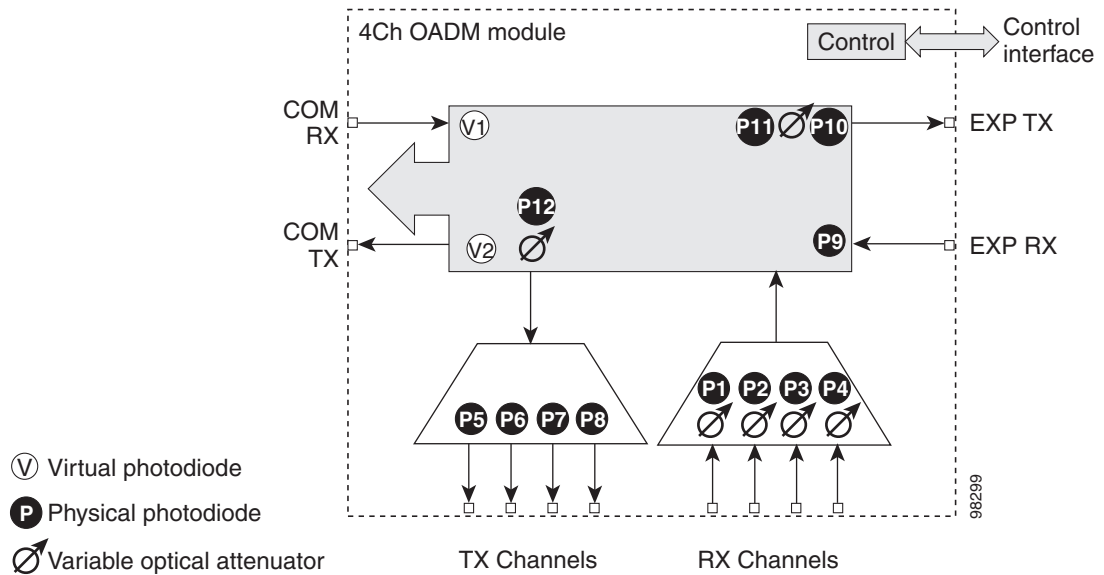 4Ch OADM module
Control
Control
interface
COM
RX
V1
P11
P10
EXP TX
P12
COM
TX
V2
P9
EXP RX
P1
P2
P3
P4
P5
P6
P7
P8
V Virtual photodiode
P Physical photodiode
Variable optical attenuator
TX Channels
RX Channels
98299